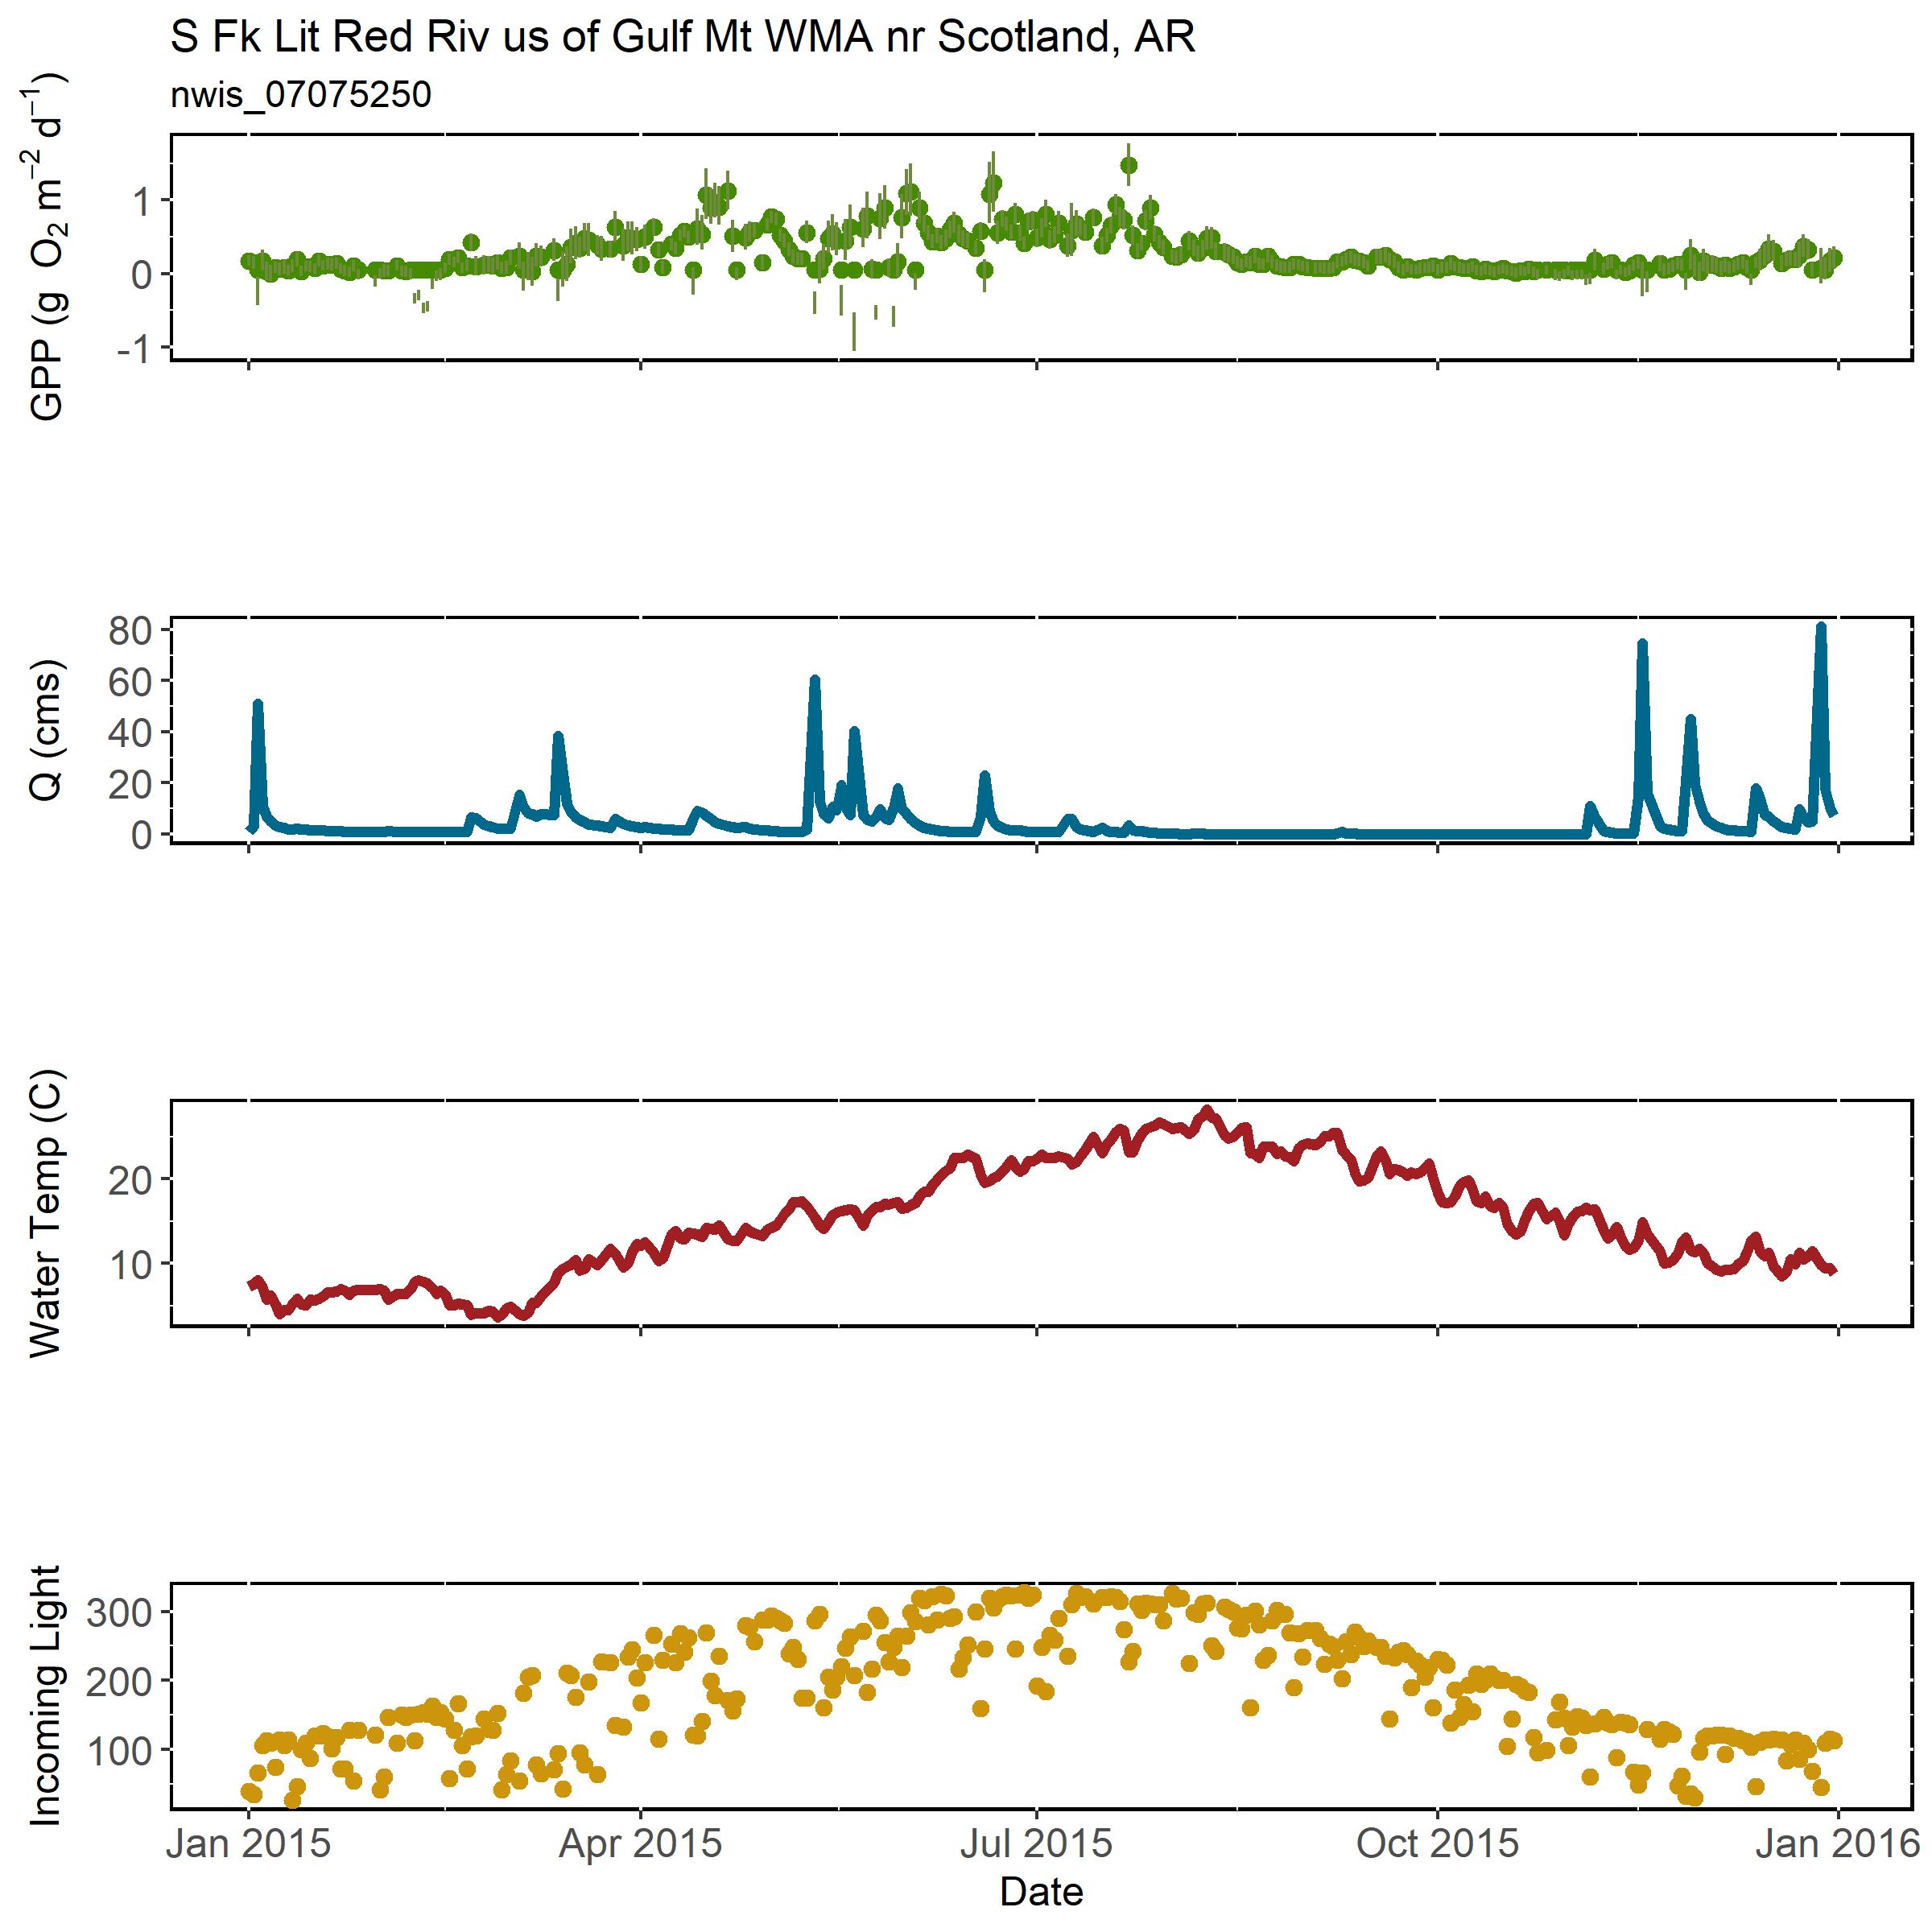 S Fk Lit Red Riv us of Gulf Mt WMA nr Scotland, AR
nwis_07075250
GPP (g O₂ m⁻² d⁻¹)
1
0
-1
Q (cms)
80
60
40
20
0
Water Temp (C)
20
10
Incoming Light
300
200
100
Jan 2015 Apr 2015 Jul 2015 Oct 2015 Jan 2016
Date